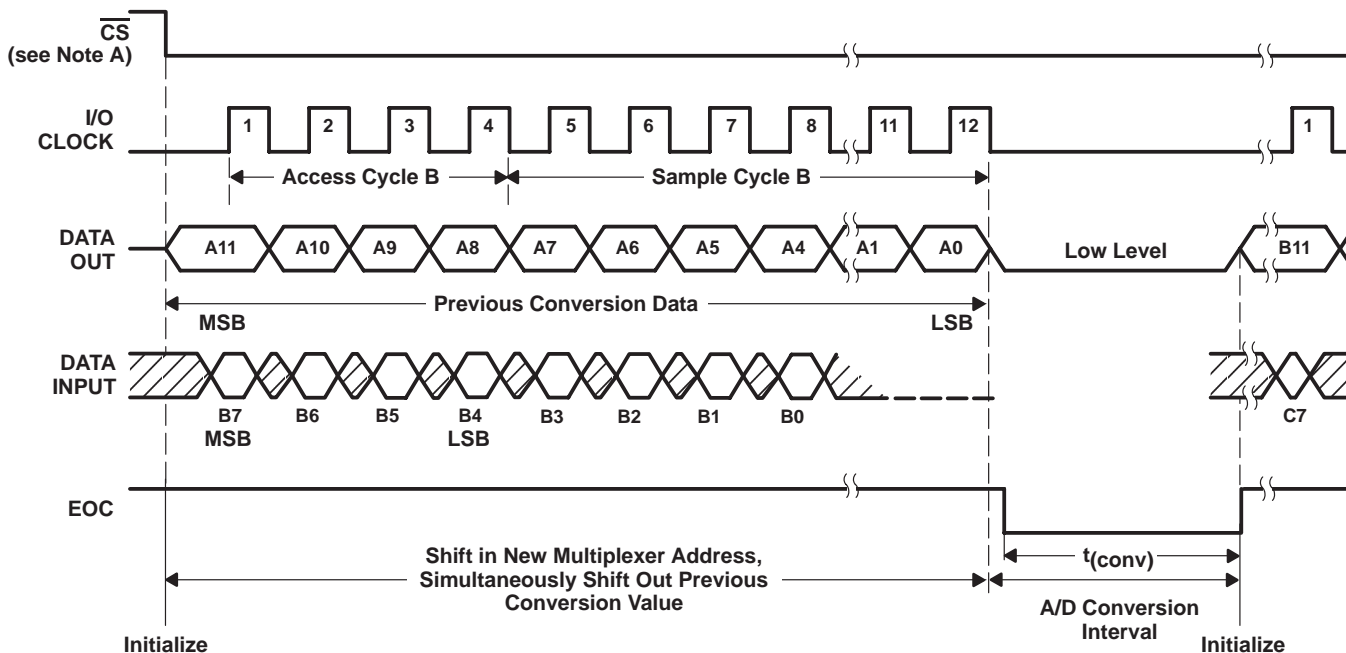 CS
(see Note A)
I/O
CLOCK
1 2 3 4 5 6 7 8 11 12 1
Access Cycle B
Sample Cycle B
DATA
OUT
A11 A10 A9 A8 A7 A6 A5 A4 A1 A0 Low Level B11
Previous Conversion Data
MSB LSB
DATA
INPUT
B7 B6 B5 B4 B3 B2 B1 B0 C7
MSB LSB
EOC
Shift in New Multiplexer Address,
Simultaneously Shift Out Previous
Conversion Value
t(conv)
A/D Conversion
Interval
Initialize Initialize